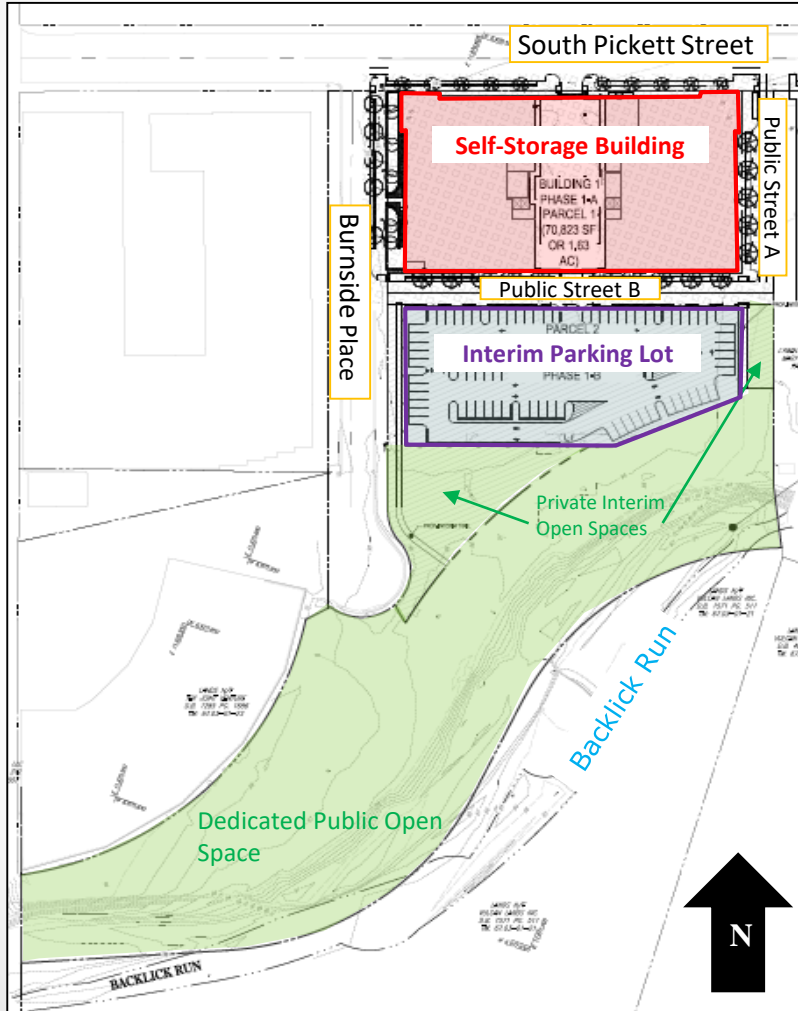 South Pickett Street
Self-Storage Building
Public Street A
BUILDING 1
PHASE 1-A
PARCEL 1
(70,823 SF
OR 1.63
AC)
Burnside Place
Public Street B
PARCEL 2
Interim Parking Lot
PHASE 1-B
Private Interim
Open Spaces
Backlick Run
Dedicated Public Open
Space
N
BACKLICK RUN